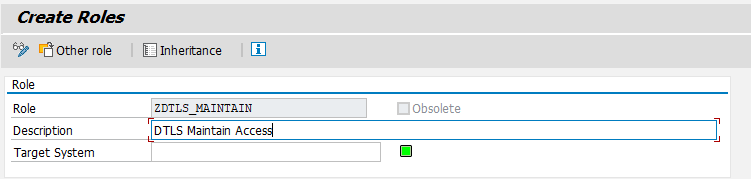 Create Roles
Other role Inheritance
Role
Role ZDTLS_MAINTAIN Obsolete
Description DTLS Maintain Access
Target System